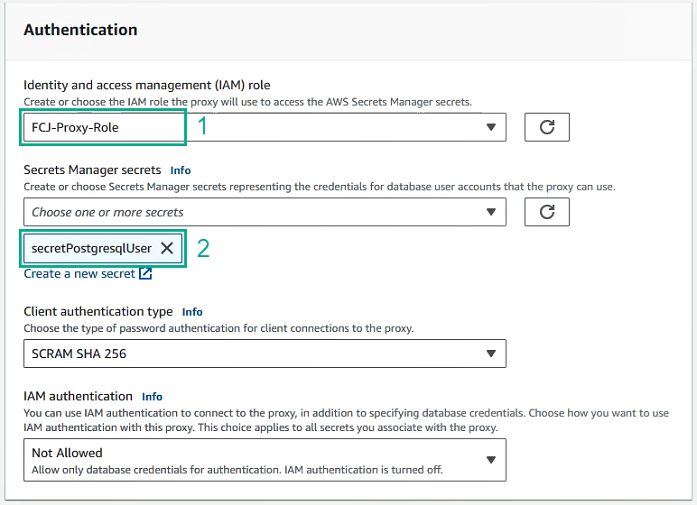 Authentication
Identity and access management (IAM) role
Create or choose the IAM role the proxy will use to access the AWS Secrets Manager secrets.
FCJ-Proxy-Role 1
Secrets Manager secrets Info
Create or choose Secrets Manager secrets representing the credentials for database user accounts that the proxy can use.
Choose one or more secrets
secretPostgresqlUser 2
Create a new secret
Client authentication type Info
Choose the type of password authentication for client connections to the proxy.
SCRAM SHA 256
IAM authentication Info
You can use IAM authentication to connect to the proxy, in addition to specifying database credentials. Choose how you want to use
IAM authentication with this proxy. This choice applies to all secrets you associate with the proxy.
Not Allowed
Allow only database credentials for authentication. IAM authentication is turned off.